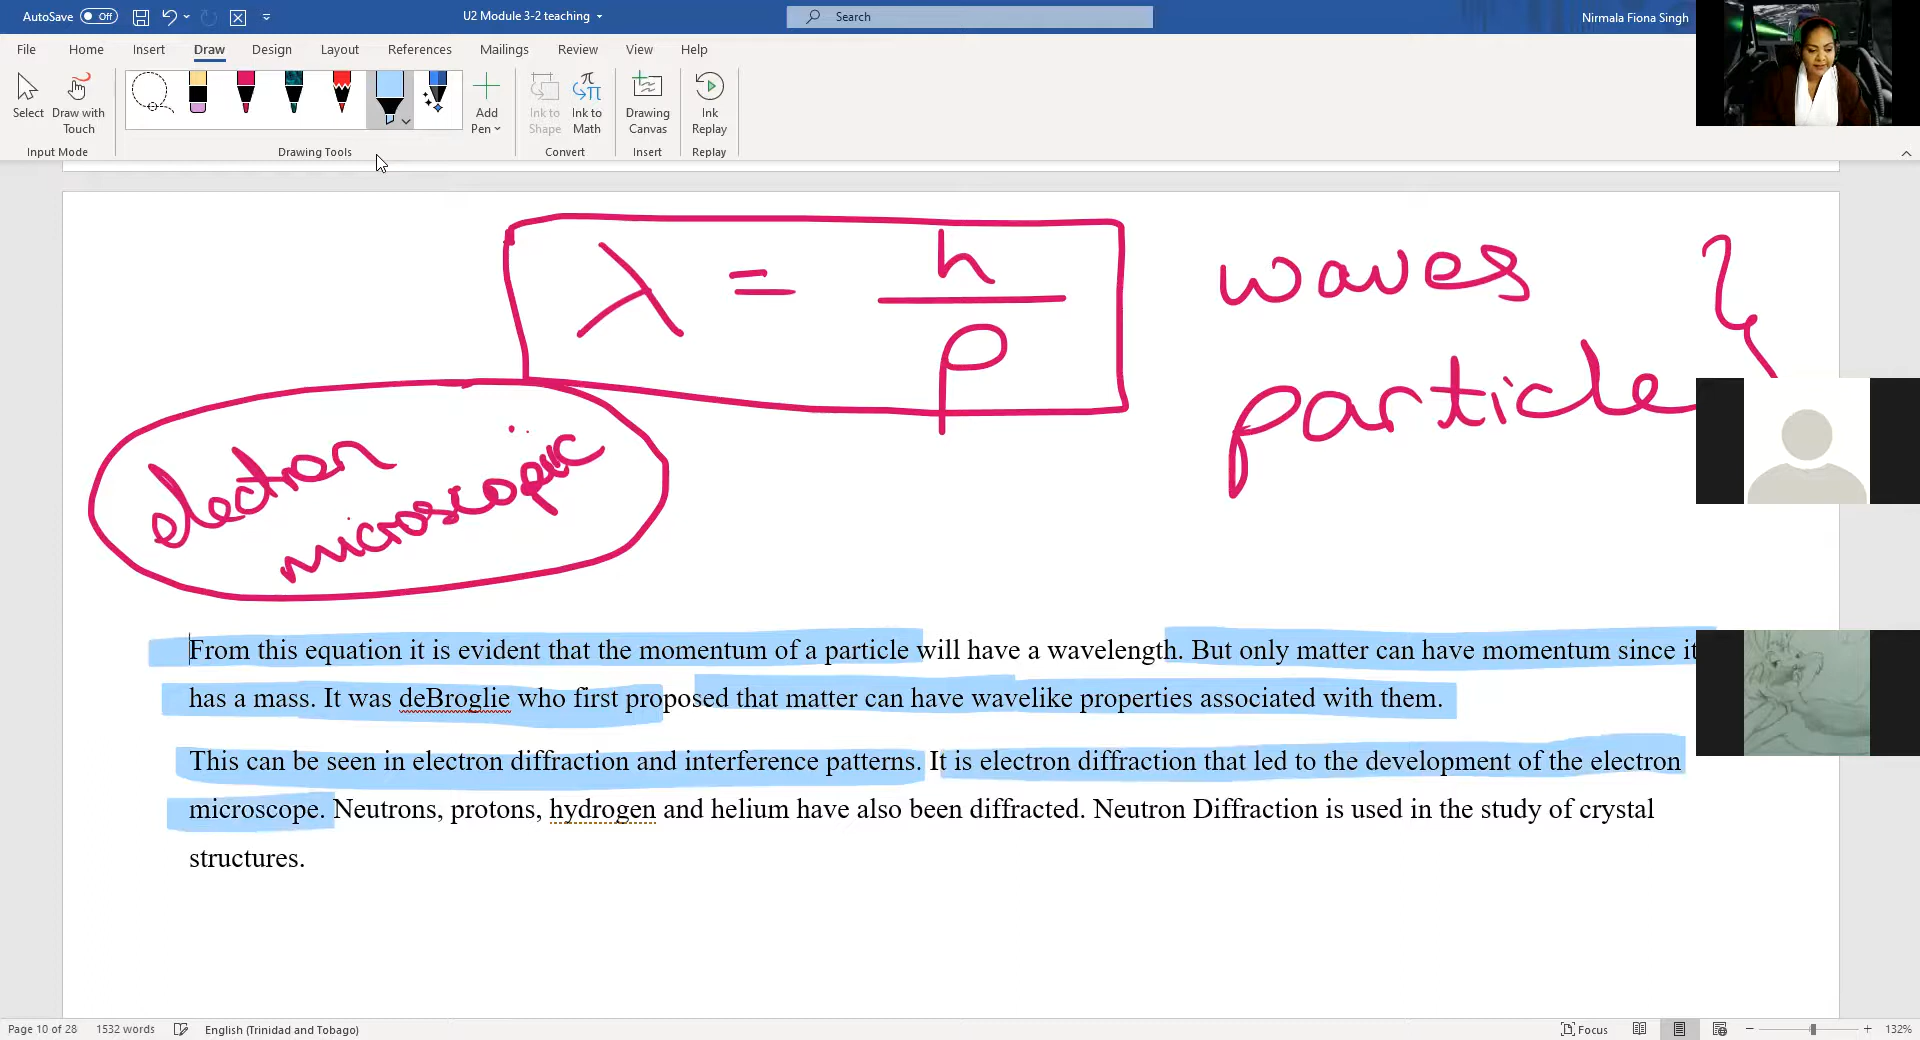 AutoSave Off U2 Module 3-2 teaching Search Nirmala Fiona Singh
File Home Insert Draw Design Layout References Mailings Review View Help
Select Draw with Touch Add Pen Ink to Shape Ink to Math Drawing Canvas Ink Replay
Input Mode Drawing Tools Convert Insert Replay
λ = h/p
waves
particle
electron
microscopic
From this equation it is evident that the momentum of a particle will have a wavelength. But only matter can have momentum since it
has a mass. It was deBroglie who first proposed that matter can have wavelike properties associated with them.
This can be seen in electron diffraction and interference patterns. It is electron diffraction that led to the development of the electron
microscope. Neutrons, protons, hydrogen and helium have also been diffracted. Neutron Diffraction is used in the study of crystal
structures.
Page 10 of 28 1532 words English (Trinidad and Tobago) Focus 132%